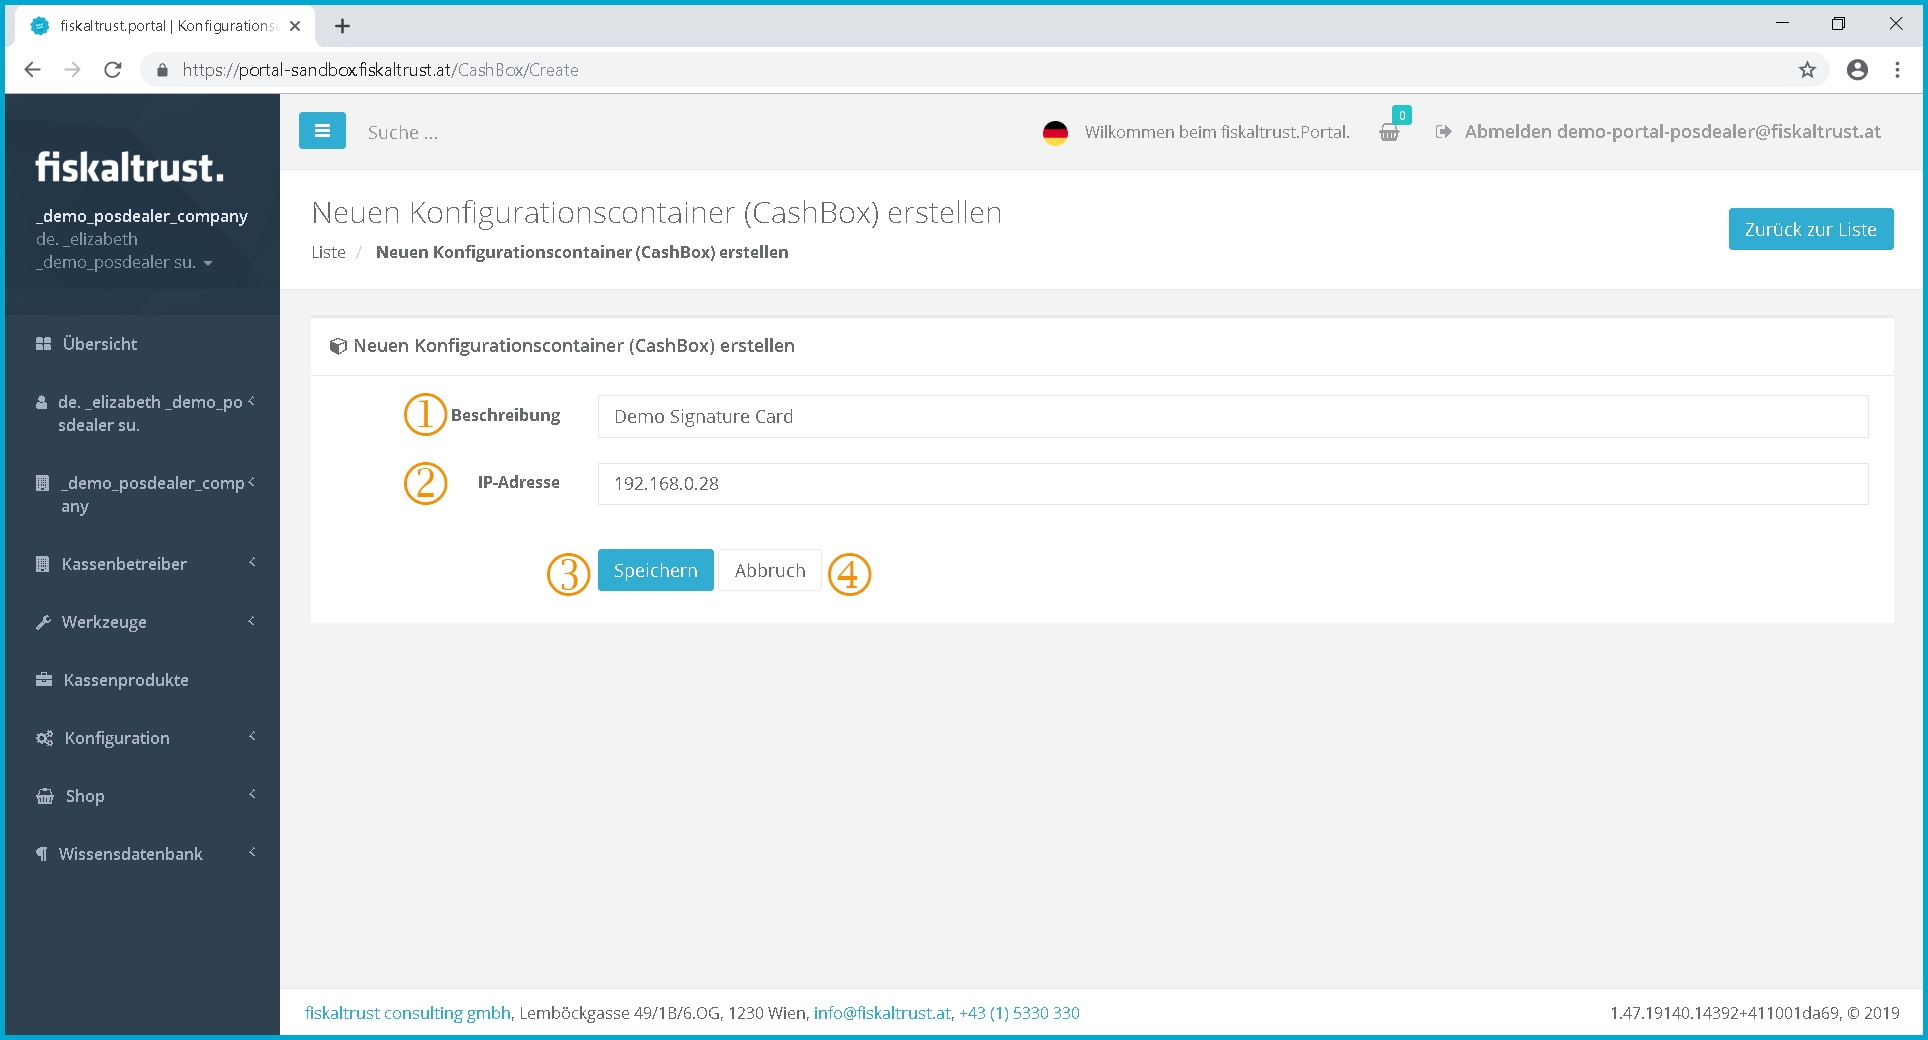 fiskaltrust.portal | Konfigurations
https://portal-sandbox.fiskaltrust.at/CashBox/Create
fiskaltrust.
_demo_posdealer_company
de. _elizabeth
_demo_posdealer su.
Übersicht
de. _elizabeth _demo_po
sdealer su.
_demo_posdealer_comp
any
Kassenbetreiber
Werkzeuge
Kassenprodukte
Konfiguration
Shop
Wissensdatenbank
Suche ...
Wilkommen beim fiskaltrust.Portal.
0
Abmelden demo-portal-posdealer@fiskaltrust.at
Neuen Konfigurationscontainer (CashBox) erstellen
Liste / Neuen Konfigurationscontainer (CashBox) erstellen
Zurück zur Liste
Neuen Konfigurationscontainer (CashBox) erstellen
① Beschreibung Demo Signature Card
② IP-Adresse 192.168.0.28
③ Speichern Abbruch ④
fiskaltrust consulting gmbh, Lemböckgasse 49/1B/6.OG, 1230 Wien, info@fiskaltrust.at, +43 (1) 5330 330
1.47.19140.14392+411001da69, © 2019